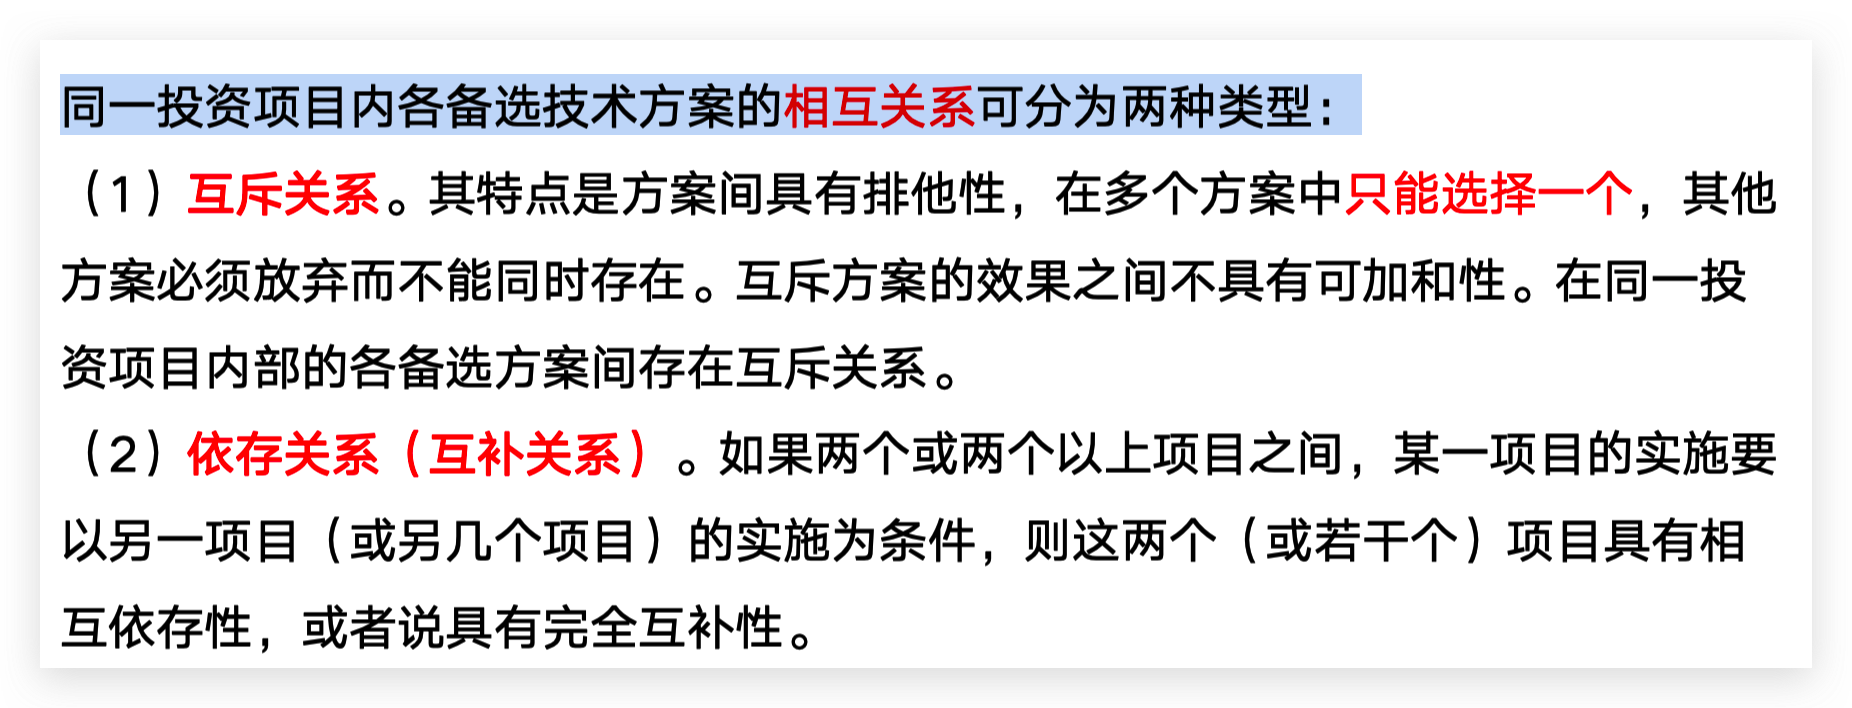 同一投资项目内各备选技术方案的相互关系可分为两种类型：
（1）互斥关系。其特点是方案间具有排他性，在多个方案中只能选择一个，其他
方案必须放弃而不能同时存在。互斥方案的效果之间不具有可加和性。在同一投
资项目内部的各备选方案间存在互斥关系。
（2）依存关系（互补关系）。如果两个或两个以上项目之间，某一项目的实施要
以另一项目（或另几个项目）的实施为条件，则这两个（或若干个）项目具有相
互依存性，或者说具有完全互补性。